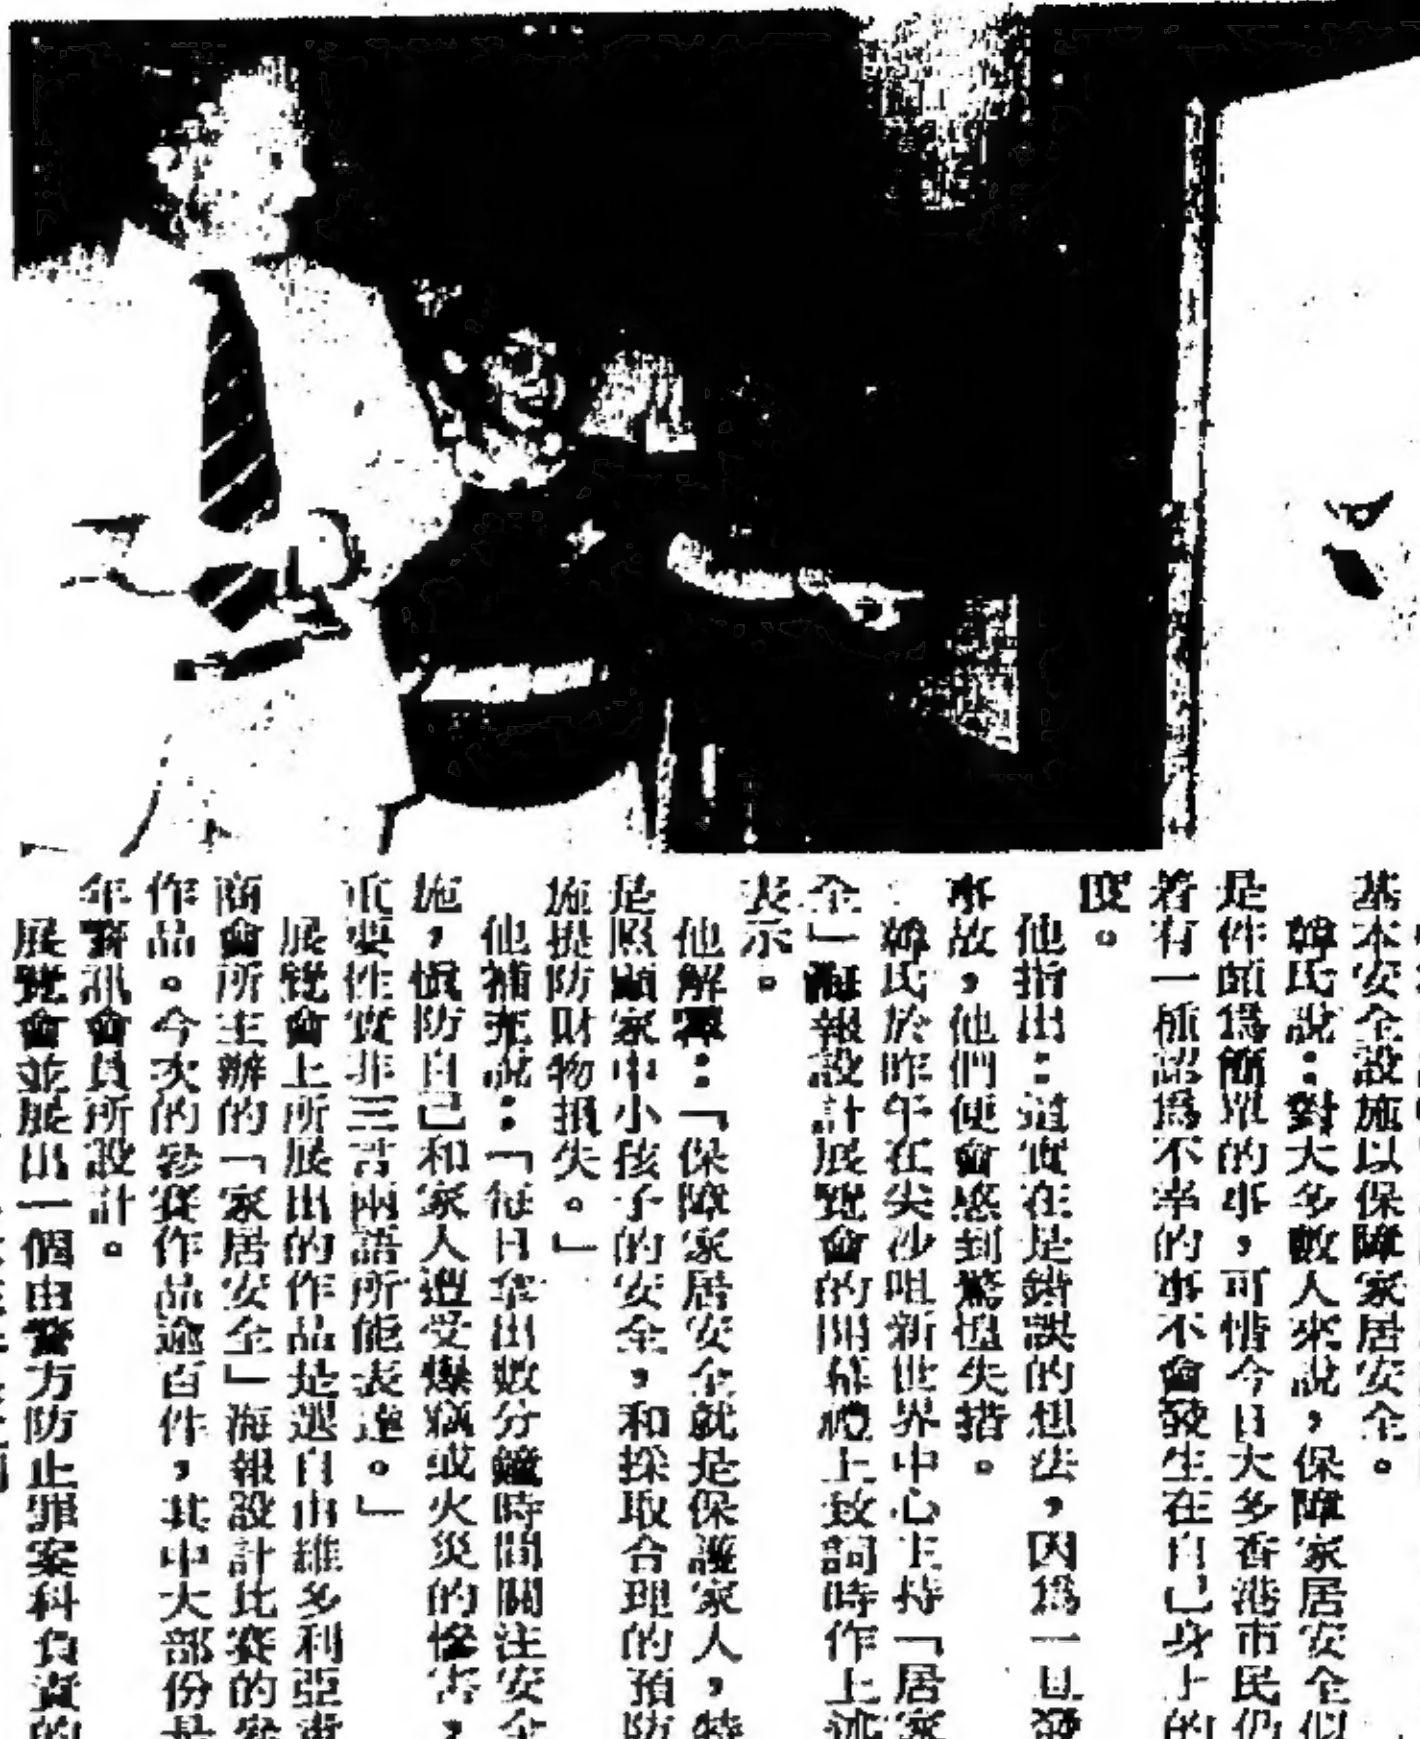 基本安全設施以保障家居安全。
韓氏說：對大多數人來說，保障家居安全似
是件頗爲簡單的事，可惜今日大多香港市民仍
着有一種認爲不幸的事不會發生在自己身上的
度。
他指出：這實在是錯誤的想法，因爲一旦發
事故，他們便會感到驚惶失措。
韓氏於昨午在尖沙咀新世界中心主持「居家
全」海報設計展覽會的開幕禮上致詞時作上述
表示。
他解釋：「保障家居安全就是保護家人，特
是照顧家中小孩子的安全，和採取合理的預防
施提防財物損失。」
他補充說：「每日拿出數分鐘時間關注安全
施，慎防自己和家人遭受爆竊或火災的慘害，
重要性實非三言兩語所能表達。」
展覽會上所展出的作品是選自由維多利亞靑
商會所主辦的「家居安全」海報設計比賽的參
作品。今次的參賽作品逾百件，其中大部份是
年警訊會員所設計。
展覽會並展出一個由警方防止罪案科負責的